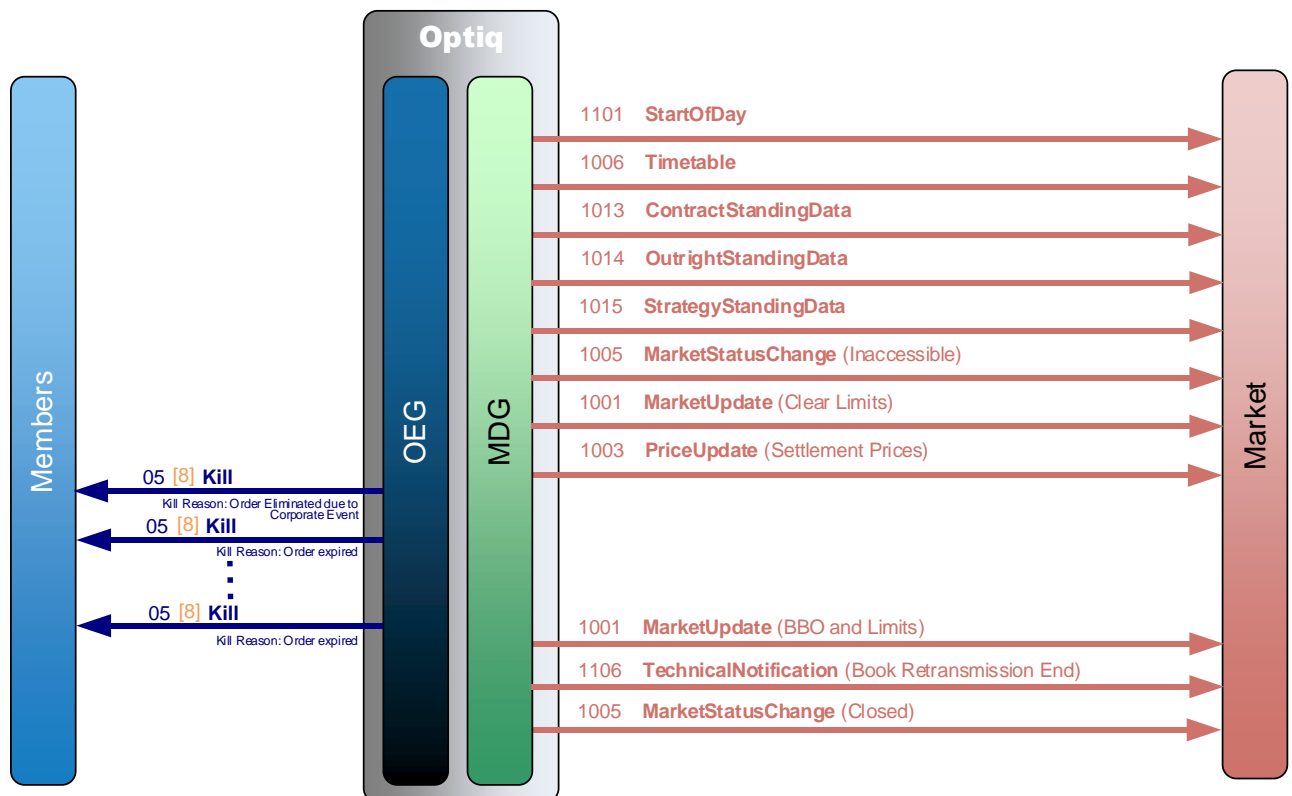 Optiq
Members
OEG
MDG
Market
1101 StartOfDay
1006 Timetable
1013 ContractStandingData
1014 OutrightStandingData
1015 StrategyStandingData
1005 MarketStatusChange (Inaccessible)
1001 MarketUpdate (Clear Limits)
1003 PriceUpdate (Settlement Prices)
05 [8] Kill
Kill Reason: Order Eliminated due to
Corporate Event
05 [8] Kill
Kill Reason: Order expired
05 [8] Kill
Kill Reason: Order expired
1001 MarketUpdate (BBO and Limits)
1106 TechnicalNotification (Book Retransmission End)
1005 MarketStatusChange (Closed)